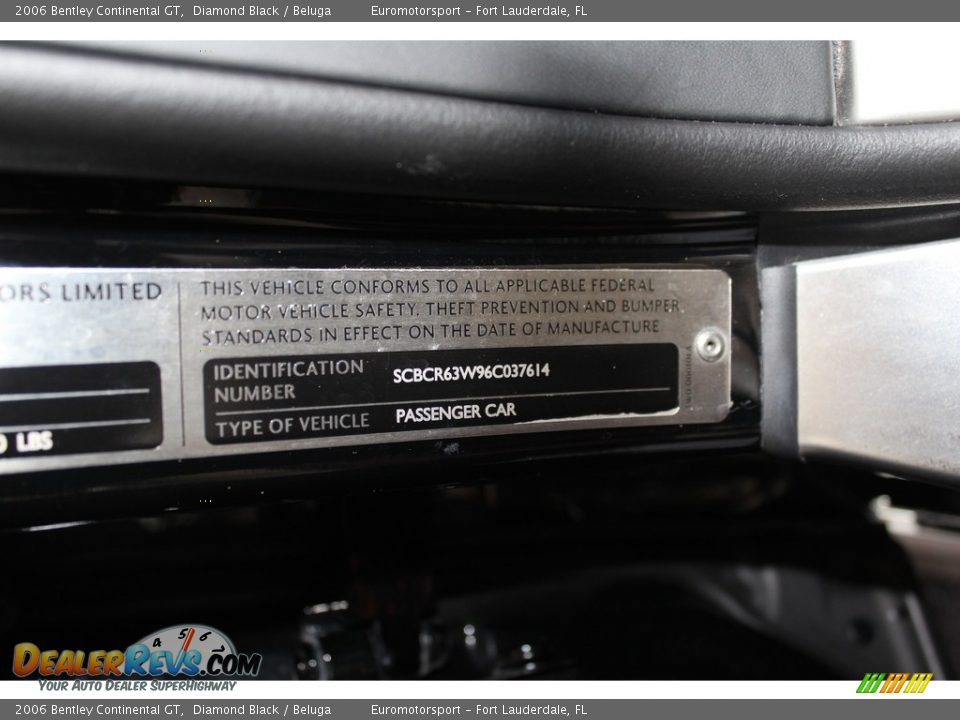 2006 Bentley Continental GT, Diamond Black / Beluga Euromotorsport - Fort Lauderdale, FL
ORS LIMITED
THIS VEHICLE CONFORMS TO ALL APPLICABLE FEDERAL
MOTOR VEHICLE SAFETY, THEFT PREVENTION AND BUMPER
STANDARDS IN EFFECT ON THE DATE OF MANUFACTURE
IDENTIFICATION
NUMBER
SCBCR63W96C037614
TYPE OF VEHICLE
PASSENGER CAR
LBS
4 5 6
DEALERREVS.COM
YOUR AUTO DEALER SUPERHIGHWAY
2006 Bentley Continental GT, Diamond Black / Beluga Euromotorsport - Fort Lauderdale, FL